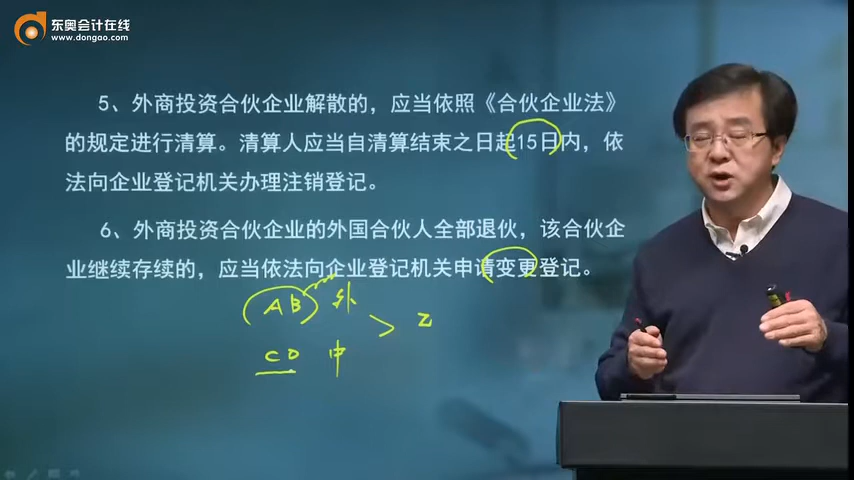 东奥会计在线
www.dongao.com
5、外商投资合伙企业解散的，应当依照《合伙企业法》
的规定进行清算。清算人应当自清算结束之日起15日内，依
法向企业登记机关办理注销登记。
6、外商投资合伙企业的外国合伙人全部退伙，该合伙企
业继续存续的，应当依法向企业登记机关申请变更登记。
AB 外
> Z
CD 中